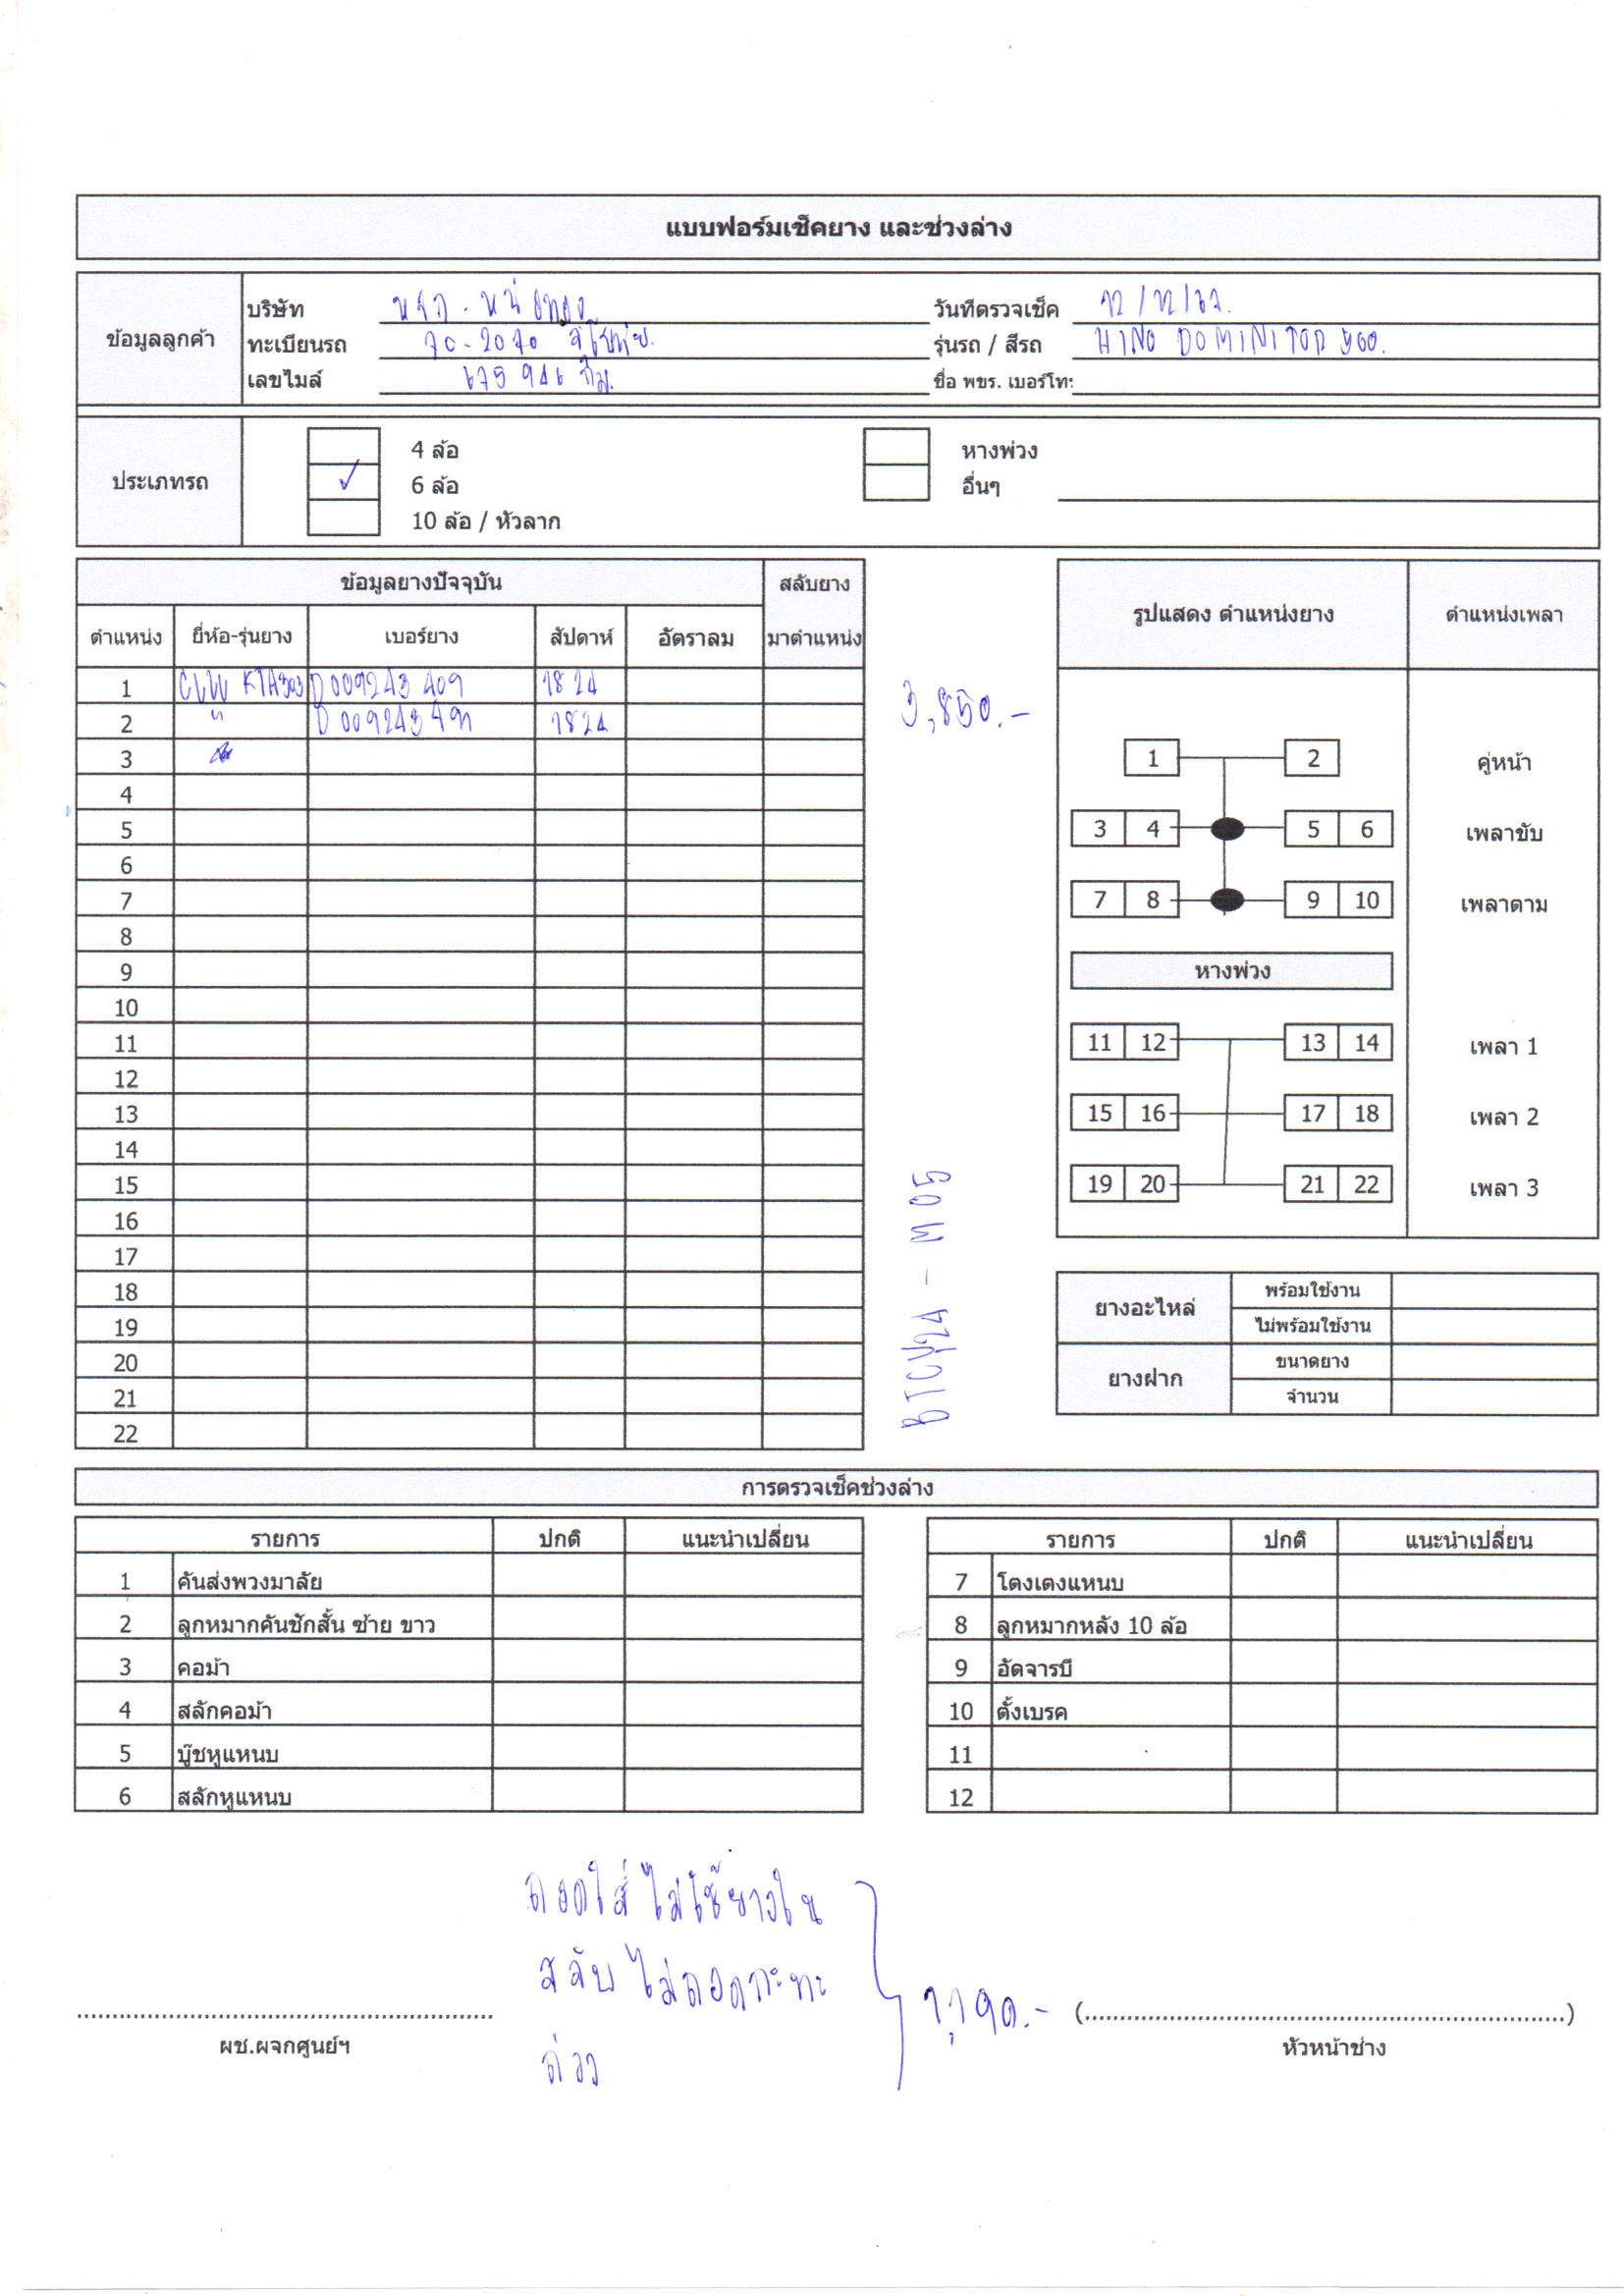 แบบฟอร์มเช็คยาง และช่วงล่าง
ข้อมูลลูกค้า
บริษัท หจก.
วันที่ตรวจเช็ค 12/12/67.
ทะเบียนรถ 70-2070 สุโขทัย.
รุ่นรถ / สีรถ HINO DOMINITOR 360.
เลขไมล์ 675 946 กม.
ชื่อ พขร. เบอร์โท:
ประเภทรถ
4 ล้อ
หางพ่วง
✓ 6 ล้อ
อื่นๆ
10 ล้อ / หัวลาก
ข้อมูลยางปัจจุบัน สลับยาง
ตำแหน่ง ยี่ห้อ-รุ่นยาง เบอร์ยาง สัปดาห์ อัตราลม มาตำแหน่ง
1 KTA303 D009243409 1824
2 " D009243491 1824
3
4
5
6
7
8
9
10
11
12
13
14
15
16
17
18
19
20
21
22
3,850.-
M05
รูปแสดง ตำแหน่งยาง ตำแหน่งเพลา
1 2 คู่หน้า
3 4 5 6 เพลาขับ
7 8 9 10 เพลาตาม
หางพ่วง
11 12 13 14 เพลา 1
15 16 17 18 เพลา 2
19 20 21 22 เพลา 3
ยางอะไหล่ พร้อมใช้งาน
ไม่พร้อมใช้งาน
ยางฝาก ขนาดยาง
จำนวน
การตรวจเช็คช่วงล่าง
รายการ ปกติ แนะนำเปลี่ยน รายการ ปกติ แนะนำเปลี่ยน
1 คันส่งพวงมาลัย 7 โตงเตงแหนบ
2 ลูกหมากคันชักสั้น ซ้าย ขาว 8 ลูกหมากหลัง 10 ล้อ
3 คอม้า 9 อัดจารบี
4 สลักคอม้า 10 ตั้งเบรค
5 บู๊ชหูแหนบ 11
6 สลักหูแหนบ 12
ถอดใส่ ไม่ใช้ยางใน
สลับ ไม่ถอดกะทะ
ถ่วง
1,190.-
(..........)
ผช.ผจกศูนย์ฯ
หัวหน้าช่าง